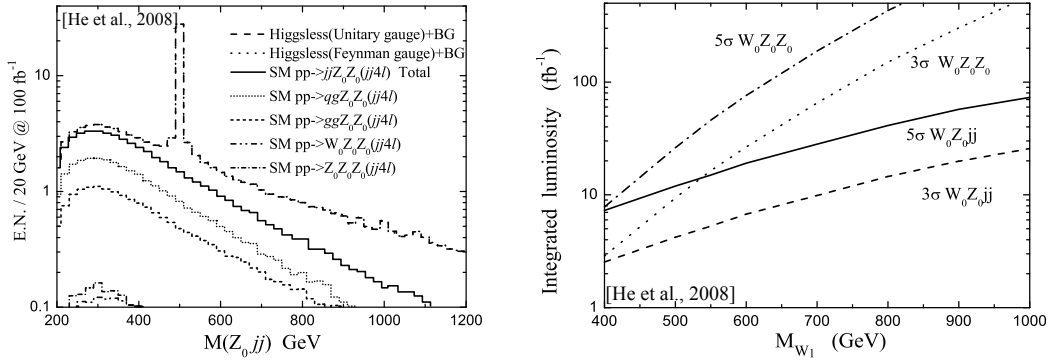 [He et al., 2008]
Higgsless(Unitary gauge)+BG
Higgsless(Feynman gauge)+BG
SM pp->jjZ₀Z₀(jj4l) Total
SM pp->qgZ₀Z₀(jj4l)
SM pp->ggZ₀Z₀(jj4l)
SM pp->W₀Z₀Z₀(jj4l)
SM pp->Z₀Z₀Z₀(jj4l)
E.N. / 20 GeV @ 100 fb⁻¹
10
1
0.1
200 400 600 800 1000 1200
M(Z₀jj) GeV
5σ W₀Z₀Z₀
3σ W₀Z₀Z₀
5σ W₀Z₀jj
3σ W₀Z₀jj
[He et al., 2008]
Integrated luminosity (fb⁻¹)
100
10
1
400 500 600 700 800 900 1000
M_W₁ (GeV)